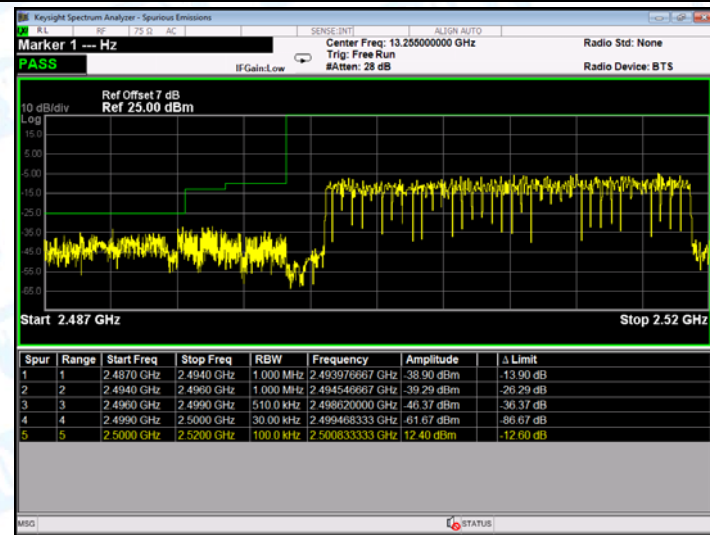 Keysight Spectrum Analyzer - Spurious Emissions
RL RF 75 Ω AC SENSE:INT ALIGN AUTO
Marker 1 --- Hz
PASS
IFGain:Low
Center Freq: 13.255000000 GHz
Trig: Free Run
#Atten: 28 dB
Radio Std: None
Radio Device: BTS
10 dB/div
Log
Ref Offset 7 dB
Ref 25.00 dBm
15.0
5.00
-5.00
-15.0
-25.0
-35.0
-45.0
-55.0
-65.0
Start 2.487 GHz
Stop 2.52 GHz
Spur Range Start Freq Stop Freq RBW Frequency Amplitude Δ Limit
1 1 2.4870 GHz 2.4940 GHz 1.000 MHz 2.493976667 GHz -38.90 dBm -13.90 dB
2 2 2.4940 GHz 2.4960 GHz 1.000 MHz 2.494546667 GHz -39.29 dBm -26.29 dB
3 3 2.4960 GHz 2.4990 GHz 510.0 kHz 2.498620000 GHz -46.37 dBm -36.37 dB
4 4 2.4990 GHz 2.5000 GHz 30.00 kHz 2.499468333 GHz -61.67 dBm -86.67 dB
5 5 2.5000 GHz 2.5200 GHz 100.0 kHz 2.500833333 GHz 12.40 dBm -12.60 dB
MSG
STATUS